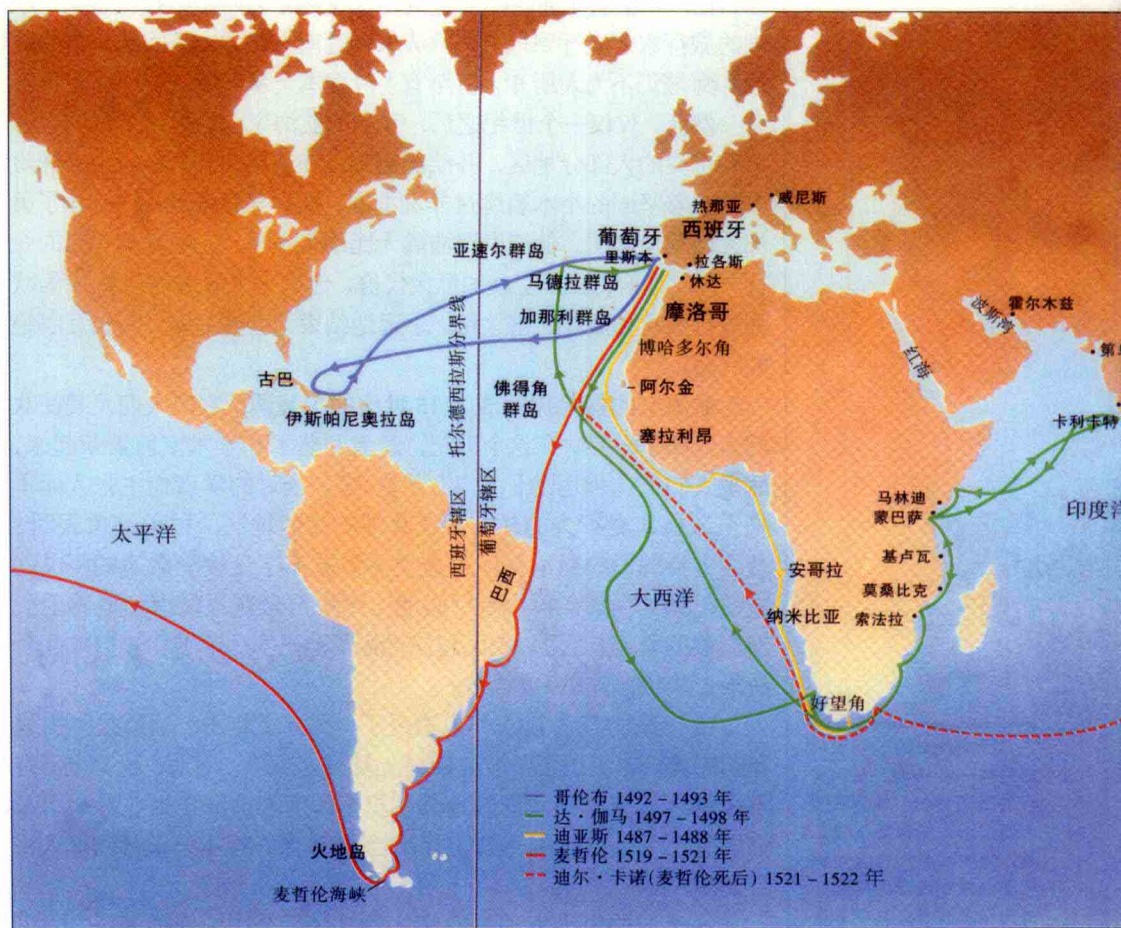 热那亚
威尼斯
葡萄牙
西班牙
里斯本
拉各斯
休达
亚速尔群岛
马德拉群岛
加那利群岛
摩洛哥
博哈多尔角
阿尔金
塞拉利昂
佛得角
群岛
古巴
伊斯帕尼奥拉岛
托尔德西拉斯分界线
西班牙辖区
葡萄牙辖区
波斯湾
霍尔木兹
红海
第
卡利卡特
马林迪
蒙巴萨
印度洋
基卢瓦
莫桑比克
索法拉
太平洋
大西洋
巴西
安哥拉
纳米比亚
好望角
火地岛
麦哲伦海峡
哥伦布 1492－1493 年
达·伽马 1497－1498 年
迪亚斯 1487－1488 年
麦哲伦 1519－1521 年
迪尔·卡诺(麦哲伦死后) 1521－1522 年